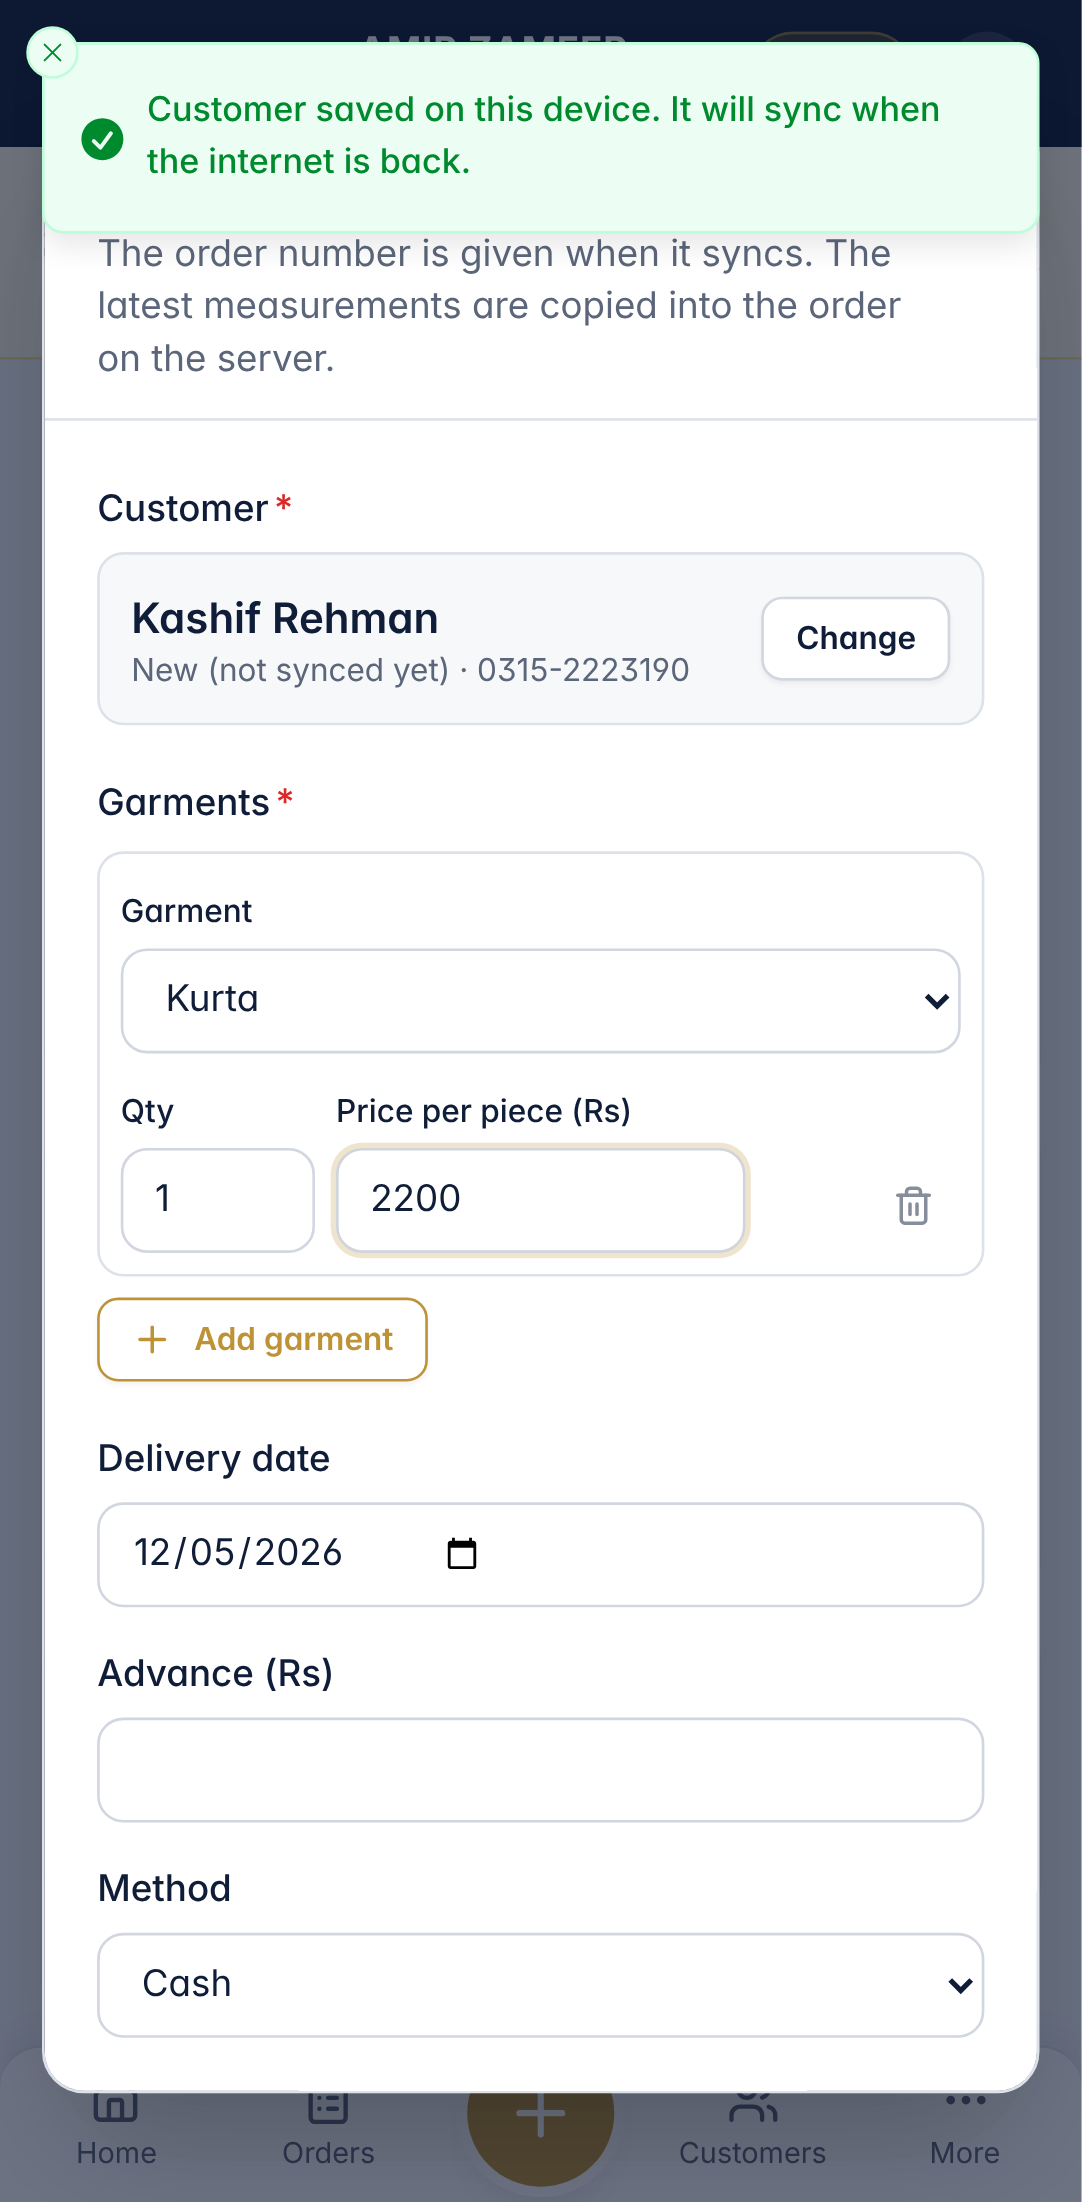 Customer saved on this device. It will sync when
the internet is back.
The order number is given when it syncs. The
latest measurements are copied into the order
on the server.
Customer *
Kashif Rehman
New (not synced yet) · 0315-2223190
Change
Garments *
Garment
Kurta
Qty
Price per piece (Rs)
1
2200
Add garment
Delivery date
12/05/2026
Advance (Rs)
Method
Cash
Home
Orders
Customers
More